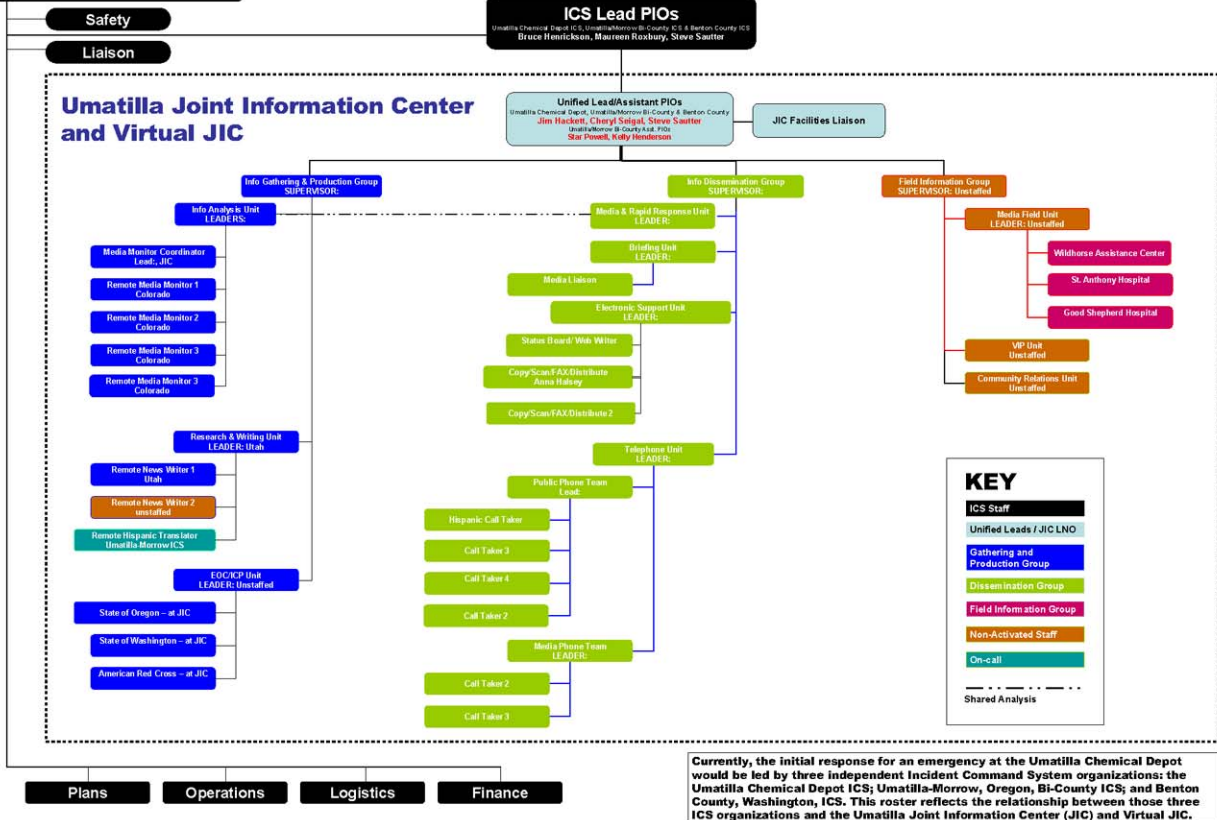 Safety
Liaison
ICS Lead PIOs
Umatilla Chemical Depot ICS, Umatilla/Morrow Bi-County ICS & Benton County ICS
Bruce Henrickson, Maureen Roxbury, Steve Sautter
Umatilla Joint Information Center
and Virtual JIC
Unified Lead/Assistant PIOs
Umatilla Chemical Depot, Umatilla/Morrow Bi-County & Benton County
Jim Hackett, Cheryl Seigal, Steve Sautter
Umatilla/Morrow Bi-County Asst. PIOs
Star Powell, Kelly Henderson
JIC Facilities Liaison
Info Gathering & Production Group
SUPERVISOR:
Info Analysis Unit
LEADERS:
Media Monitor Coordinator
Lead:, JIC
Remote Media Monitor 1
Colorado
Remote Media Monitor 2
Colorado
Remote Media Monitor 3
Colorado
Remote Media Monitor 3
Colorado
Research & Writing Unit
LEADER: Utah
Remote News Writer 1
Utah
Remote News Writer 2
unstaffed
Remote Hispanic Translator
Umatilla-Morrow ICS
EOC/ICP Unit
LEADER: Unstaffed
State of Oregon – at JIC
State of Washington – at JIC
American Red Cross – at JIC
Info Dissemination Group
SUPERVISOR:
Media & Rapid Response Unit
LEADER:
Briefing Unit
LEADER:
Media Liaison
Electronic Support Unit
LEADER:
Status Board/ Web Writer
Copy/Scan/FAX/Distribute
Anna Halsey
Copy/Scan/FAX/Distribute 2
Telephone Unit
LEADER:
Public Phone Team
Lead:
Hispanic Call Taker
Call Taker 3
Call Taker 4
Call Taker 2
Media Phone Team
LEADER:
Call Taker 2
Call Taker 3
Field Information Group
SUPERVISOR: Unstaffed
Media Field Unit
LEADER: Unstaffed
Wildhorse Assistance Center
St. Anthony Hospital
Good Shepherd Hospital
VIP Unit
Unstaffed
Community Relations Unit
Unstaffed
KEY
ICS Staff
Unified Leads / JIC LNO
Gathering and
Production Group
Dissemination Group
Field Information Group
Non-Activated Staff
On-call
Shared Analysis
Plans
Operations
Logistics
Finance
Currently, the initial response for an emergency at the Umatilla Chemical Depot
would be led by three independent Incident Command System organizations: the
Umatilla Chemical Depot ICS; Umatilla-Morrow, Oregon, Bi-County ICS; and Benton
County, Washington, ICS. This roster reflects the relationship between those three
ICS organizations and the Umatilla Joint Information Center (JIC) and Virtual JIC.